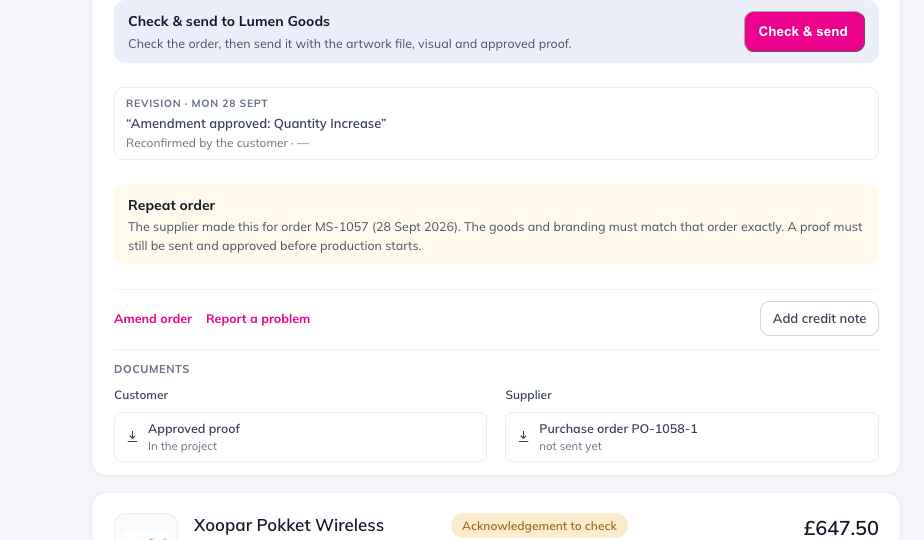 Check & send to Lumen Goods
Check the order, then send it with the artwork file, visual and approved proof.
Check & send
REVISION · MON 28 SEPT
“Amendment approved: Quantity Increase”
Reconfirmed by the customer · —
Repeat order
The supplier made this for order MS-1057 (28 Sept 2026). The goods and branding must match that order exactly. A proof must
still be sent and approved before production starts.
Amend order
Report a problem
Add credit note
DOCUMENTS
Customer
Supplier
Approved proof
In the project
Purchase order PO-1058-1
not sent yet
Xoopar Pokket Wireless
Acknowledgement to check
£647.50